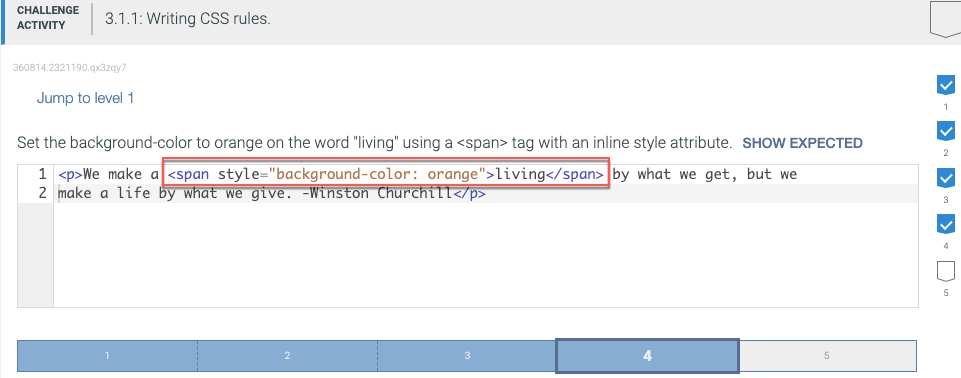 CHALLENGE
ACTIVITY
3.1.1: Writing CSS rules.
360814.2321190.qx3zqy7
Jump to level 1
Set the background-color to orange on the word "living" using a <span> tag with an inline style attribute. SHOW EXPECTED
1 <p>We make a <span style="background-color: orange">living</span> by what we get, but we
2 make a life by what we give. -Winston Churchill</p>
1
2
3
4
5
1 2 3 4 5